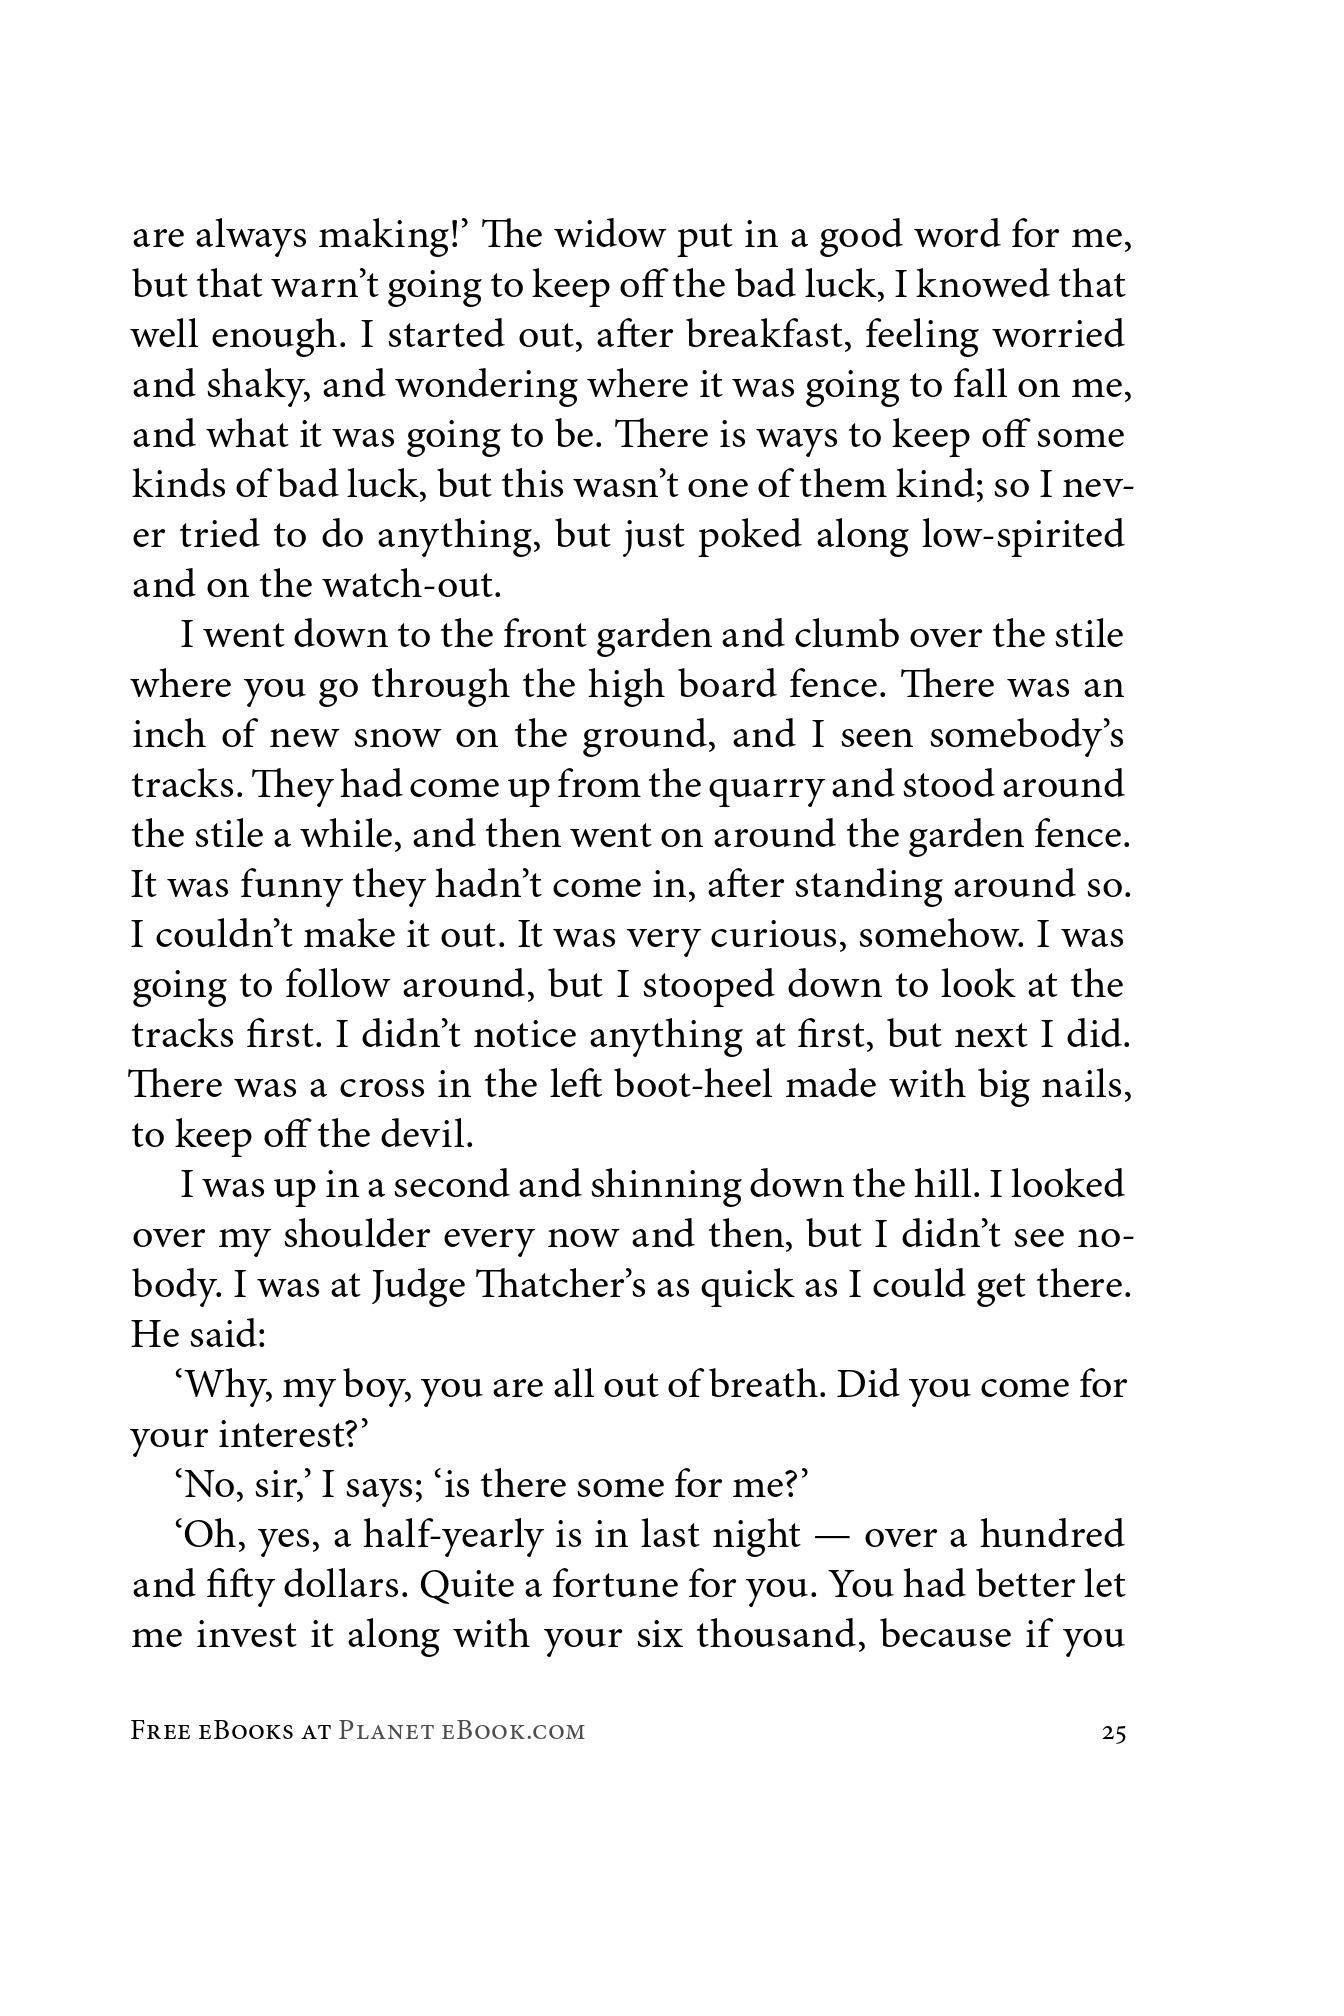 are always making!’ The widow put in a good word for me,
but that warn’t going to keep off the bad luck, I knowed that
well enough. I started out, after breakfast, feeling worried
and shaky, and wondering where it was going to fall on me,
and what it was going to be. There is ways to keep off some
kinds of bad luck, but this wasn’t one of them kind; so I nev-
er tried to do anything, but just poked along low-spirited
and on the watch-out.
I went down to the front garden and clumb over the stile
where you go through the high board fence. There was an
inch of new snow on the ground, and I seen somebody’s
tracks. They had come up from the quarry and stood around
the stile a while, and then went on around the garden fence.
It was funny they hadn’t come in, after standing around so.
I couldn’t make it out. It was very curious, somehow. I was
going to follow around, but I stooped down to look at the
tracks first. I didn’t notice anything at first, but next I did.
There was a cross in the left boot-heel made with big nails,
to keep off the devil.
I was up in a second and shinning down the hill. I looked
over my shoulder every now and then, but I didn’t see no-
body. I was at Judge Thatcher’s as quick as I could get there.
He said:
‘Why, my boy, you are all out of breath. Did you come for
your interest?’
‘No, sir,’ I says; ‘is there some for me?’
‘Oh, yes, a half-yearly is in last night — over a hundred
and fifty dollars. Quite a fortune for you. You had better let
me invest it along with your six thousand, because if you
Free eBooks at Planet eBook.com 25